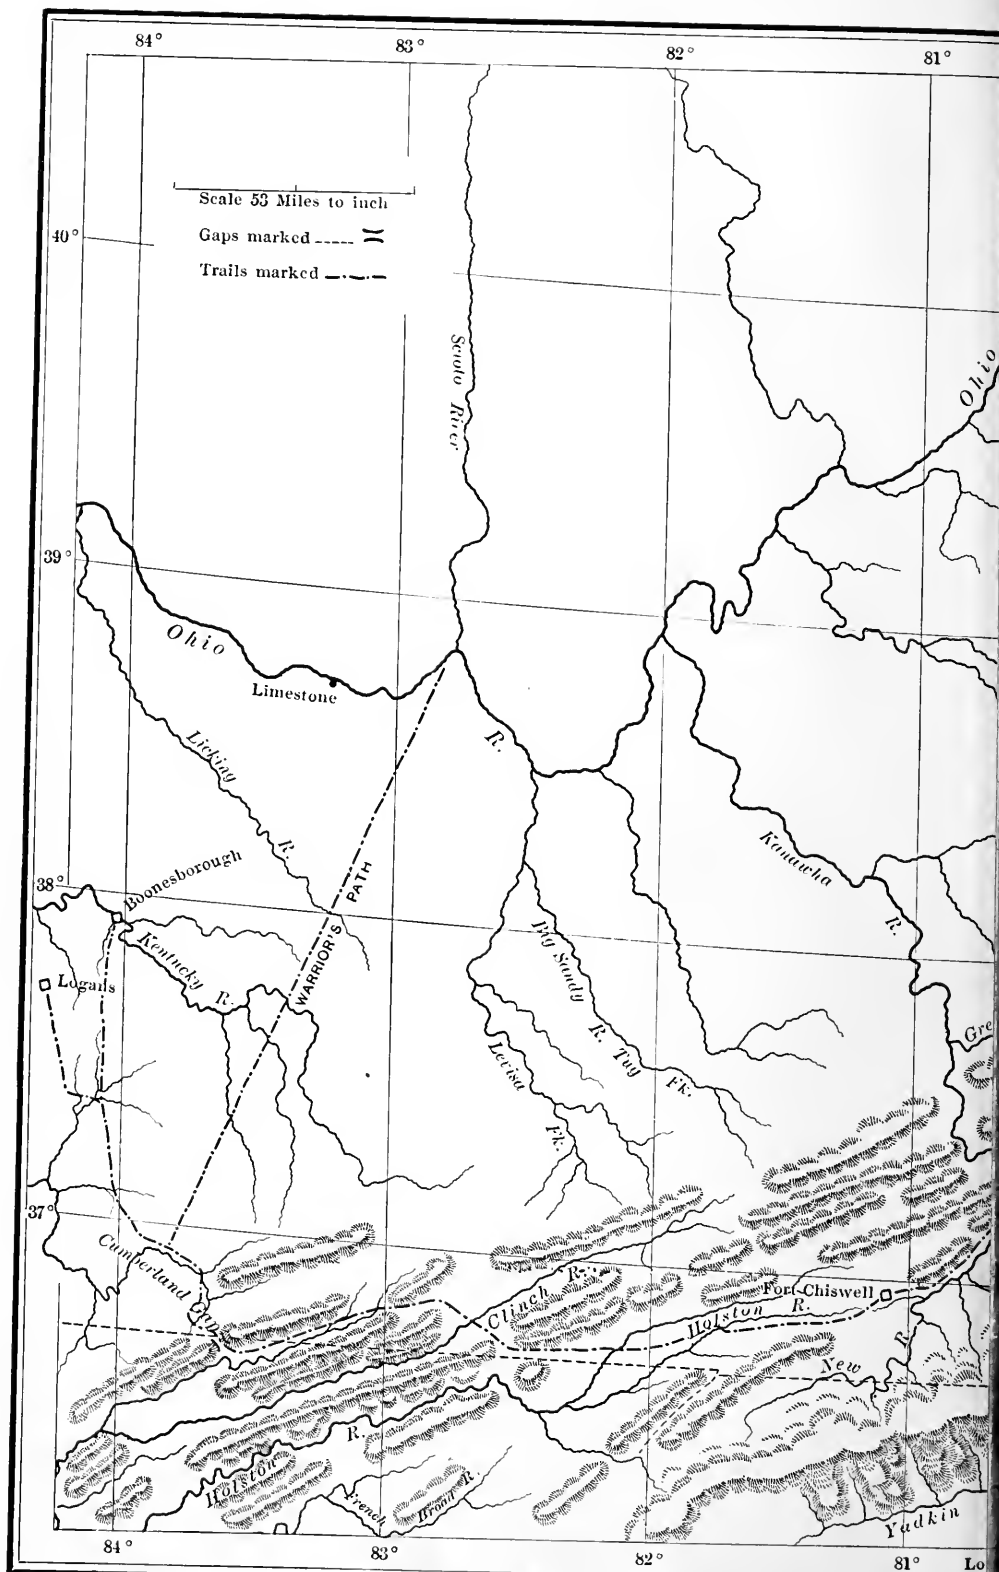 84° 83° 82° 81°
Scale 53 Miles to inch
Gaps marked
Trails marked
40°
Scioto River
Ohio
39°
Ohio
Limestone
R.
Licking
R.
WARRIOR'S PATH
Kanawha
R.
38°
Boonesborough
Kentucky
R.
Logans
Big Sandy
R. Tug
Fk.
Levisa
Fk.
Gre
37°
Cumberland Gap
Clinch
R.
Fort Chiswell
Holston R.
New
R.
R.
Holston
French
Broad R.
Yadkin
84° 83° 82° 81° Lo